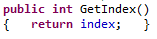 public int GetIndex()
{   return index;   }